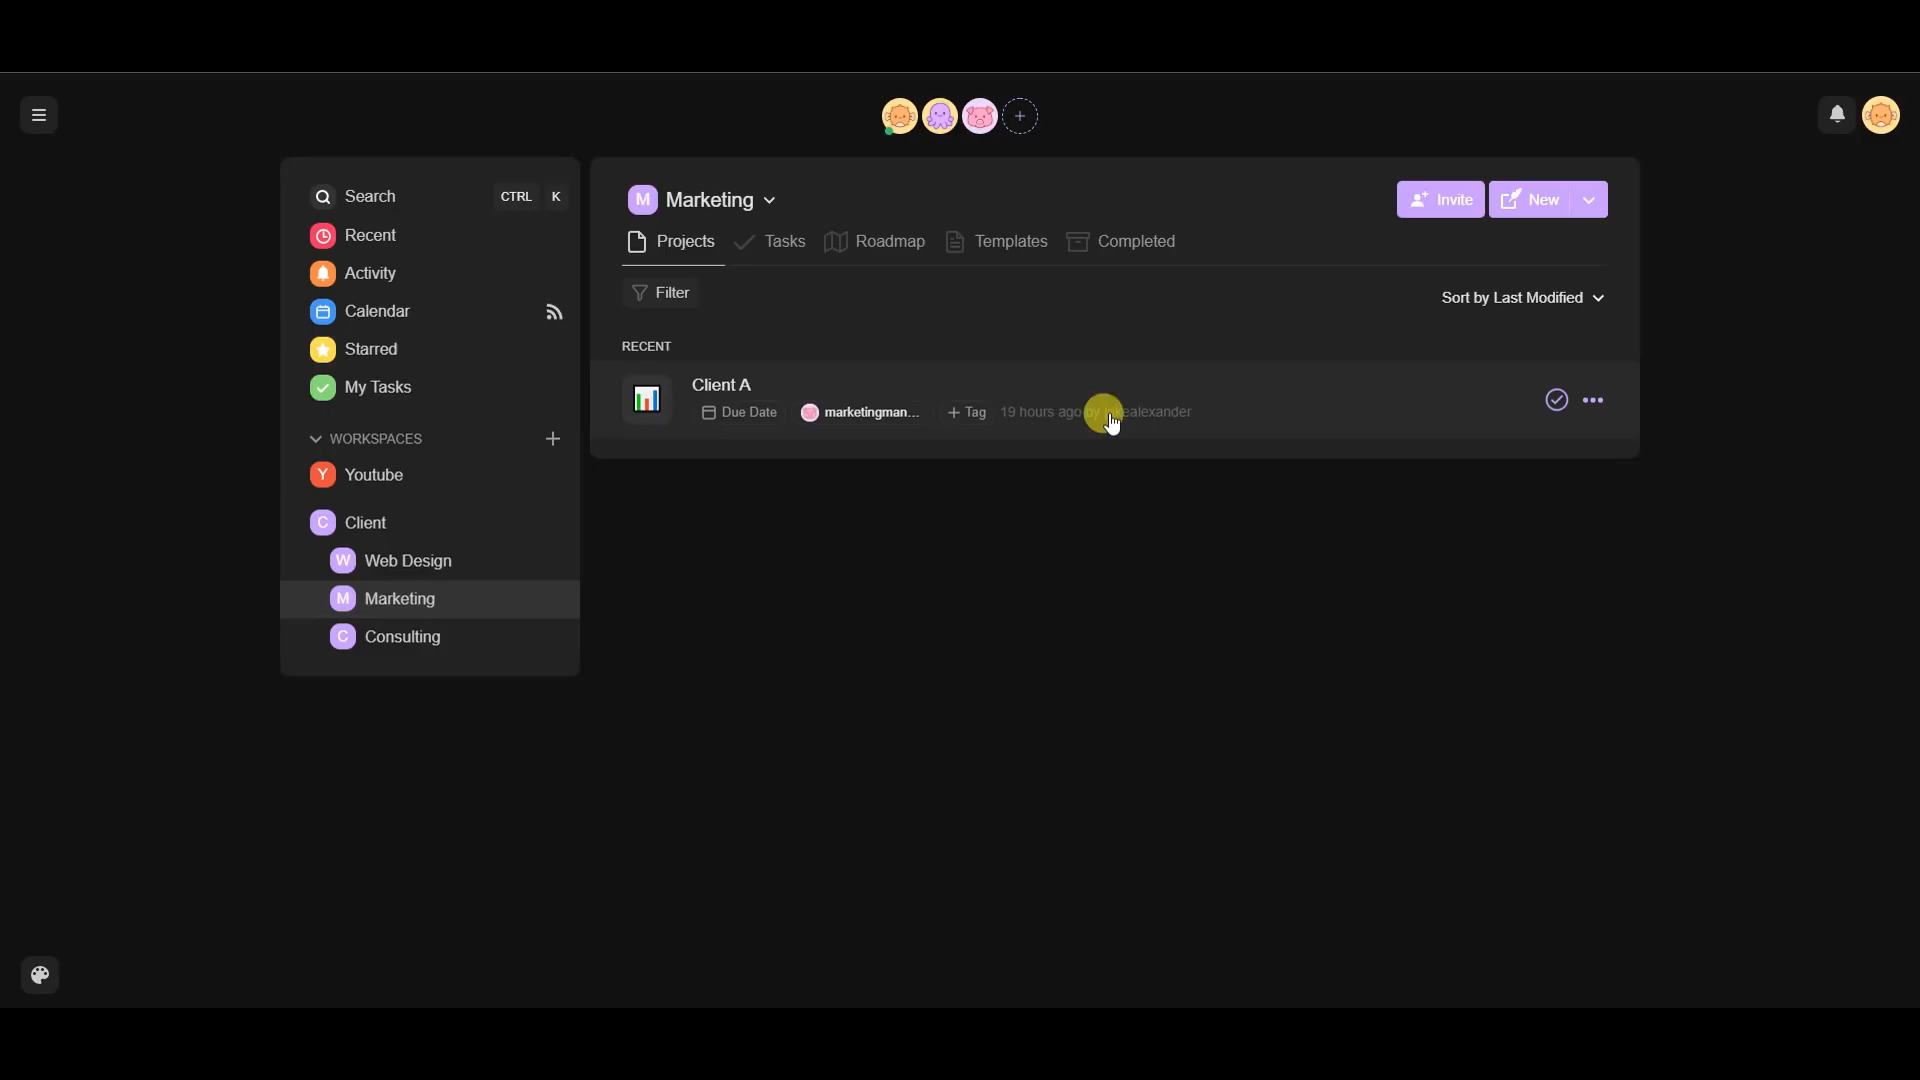 Search CTRL K
Recent
Activity
Calendar
Starred
My Tasks
WORKSPACES
Y Youtube
C Client
W Web Design
M Marketing
C Consulting
M Marketing
Invite New
Projects Tasks Roadmap Templates Completed
Filter
Sort by Last Modified
RECENT
Client A
Due Date marketingman... + Tag 19 hours ago by